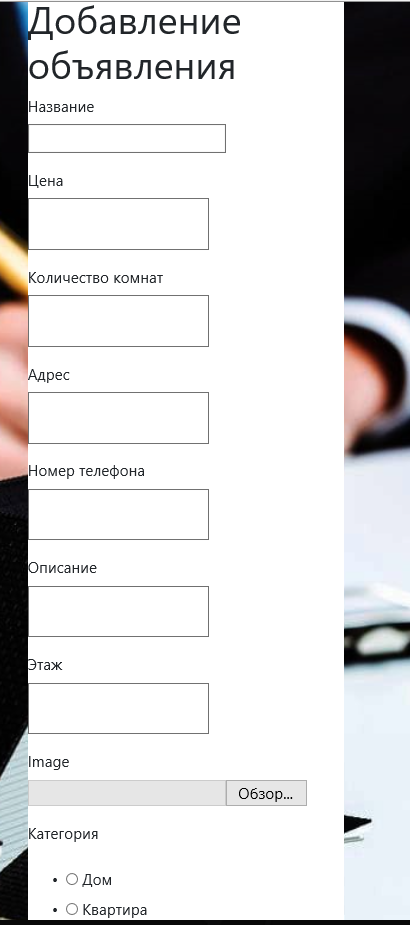 Добавление
объявления
Название
Цена
Количество комнат
Адрес
Номер телефона
Описание
Этаж
Image
Обзор...
Категория
Дом
Квартира